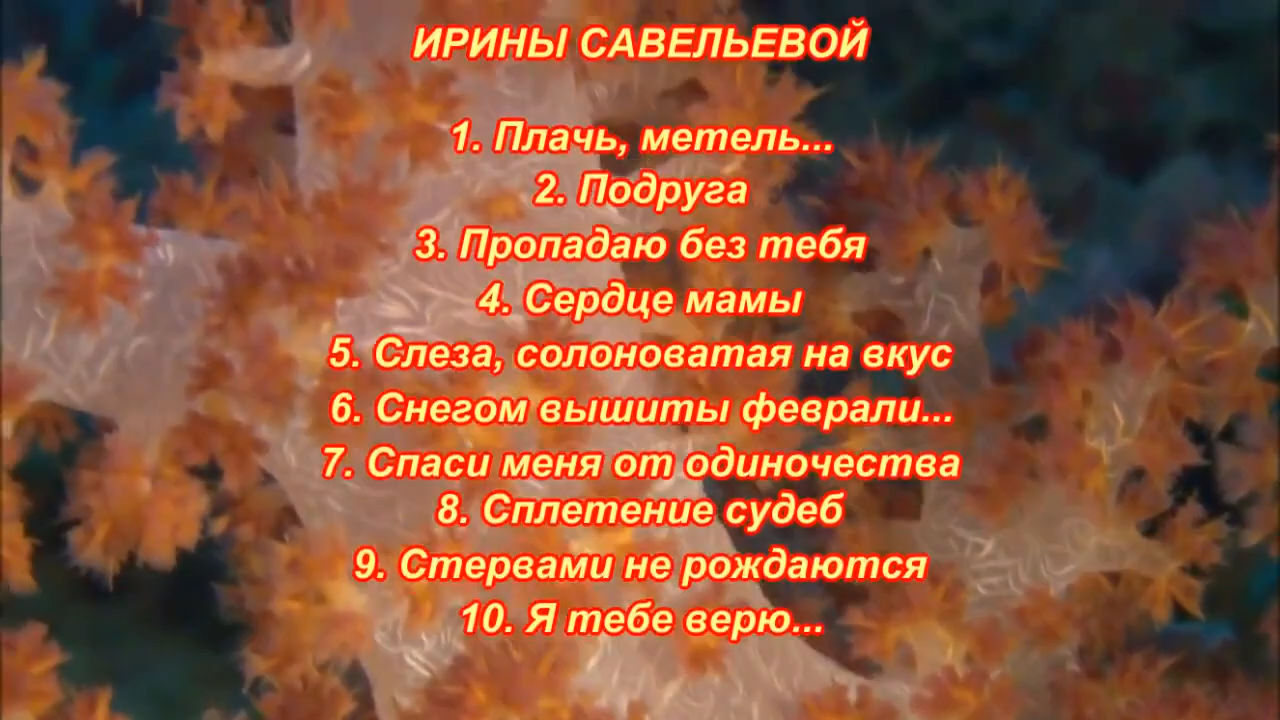 ИРИНЫ САВЕЛЬЕВОЙ
1. Плачь, метель...
2. Подруга
3. Пропадаю без тебя
4. Сердце мамы
5. Слеза, солоноватая на вкус
6. Снегом вышиты феврали...
7. Спаси меня от одиночества
8. Сплетение судеб
9. Стервами не рождаются
10. Я тебе верю...